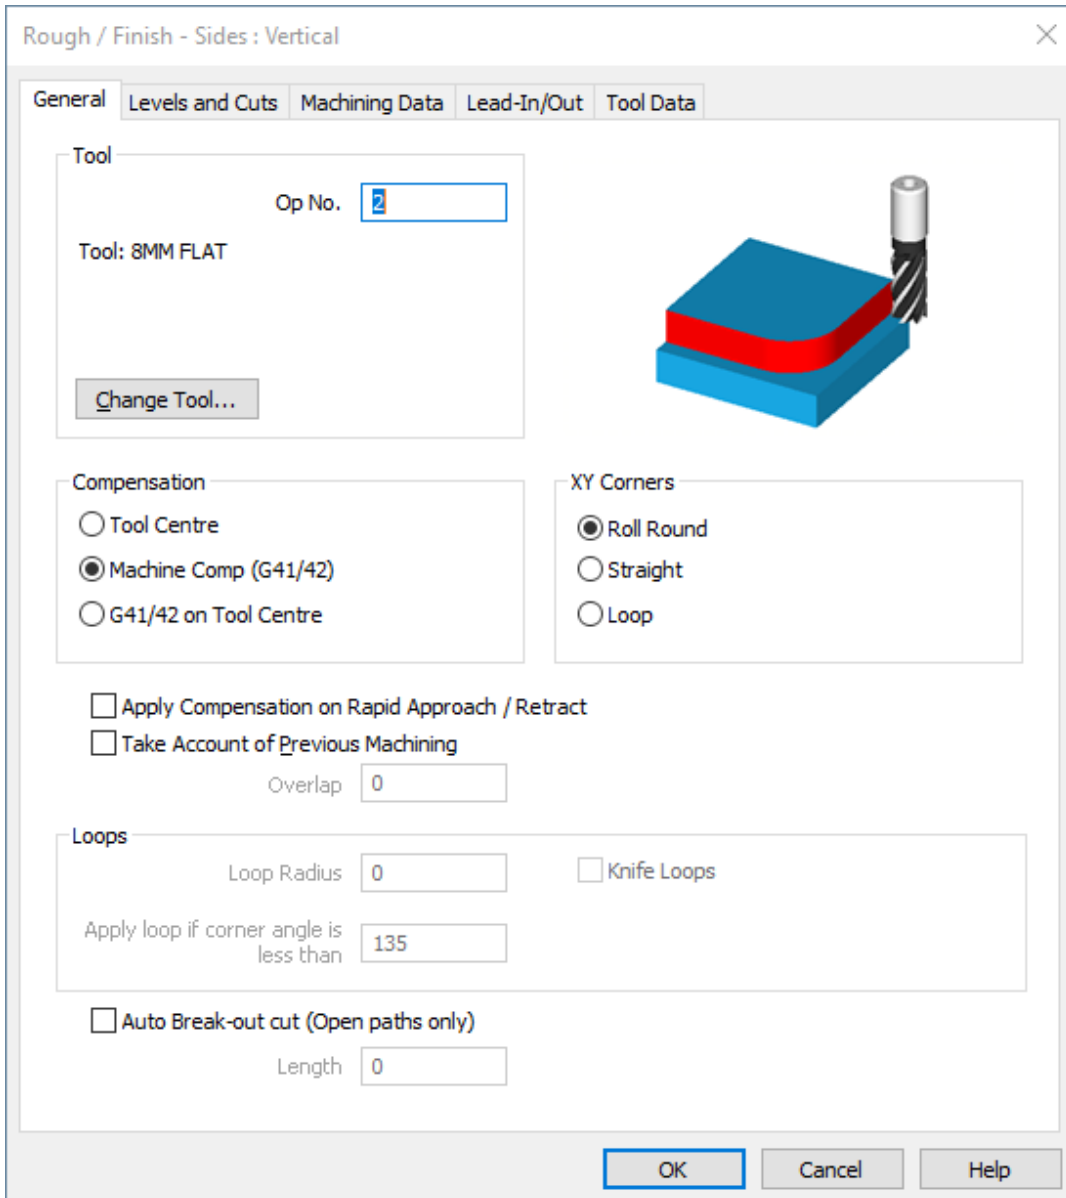 Rough / Finish - Sides : Vertical
General
Levels and Cuts
Machining Data
Lead-In/Out
Tool Data
Tool
Op No.
2
Tool: 8MM FLAT
Change Tool...
Compensation
Tool Centre
Machine Comp (G41/42)
G41/42 on Tool Centre
XY Corners
Roll Round
Straight
Loop
Apply Compensation on Rapid Approach / Retract
Take Account of Previous Machining
Overlap
0
Loops
Loop Radius
0
Knife Loops
Apply loop if corner angle is
less than
135
Auto Break-out cut (Open paths only)
Length
0
OK
Cancel
Help